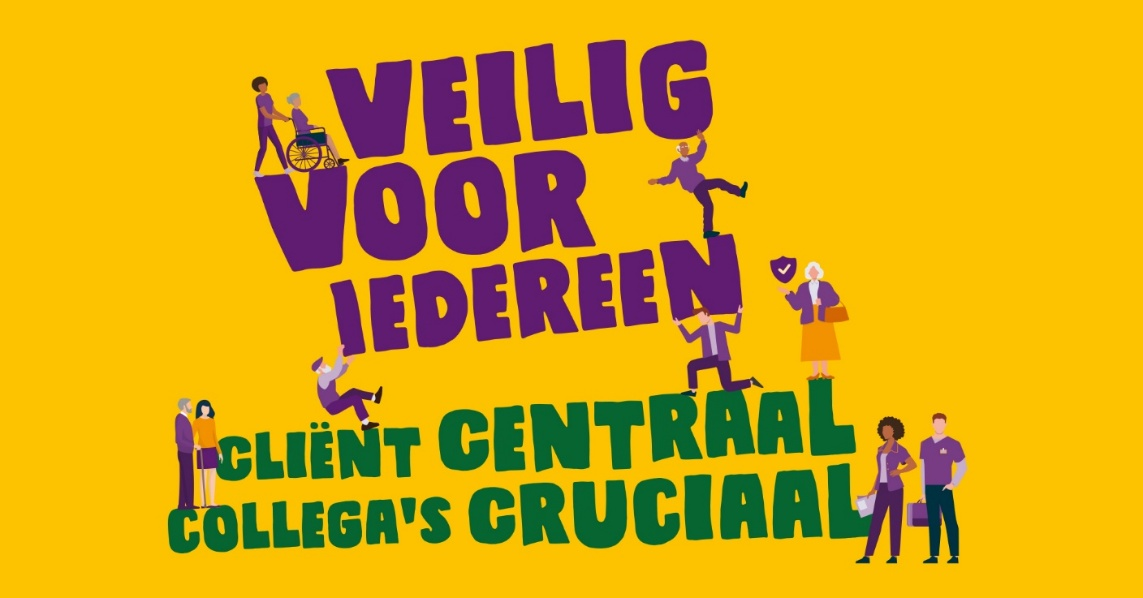 VEILIG
VOOR
IEDEREEN
CLIËNT CENTRAAL
COLLEGA'S CRUCIAAL